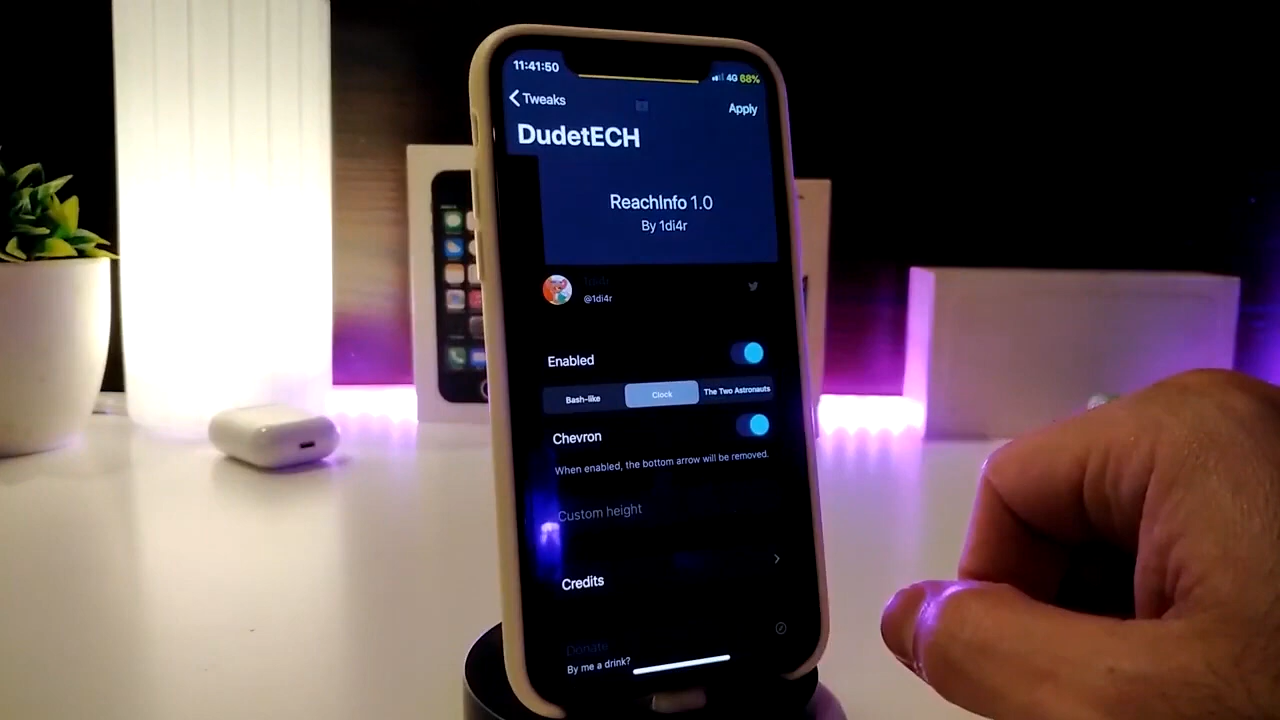 11:41:50
4G 68%
Tweaks
Apply
DudetECH
ReachInfo 1.0
By 1di4r
@1di4r
Enabled
Bash-like
Clock
The Two Astronauts
Chevron
When enabled, the bottom arrow will be removed.
Custom height
Credits
Donate
By me a drink?